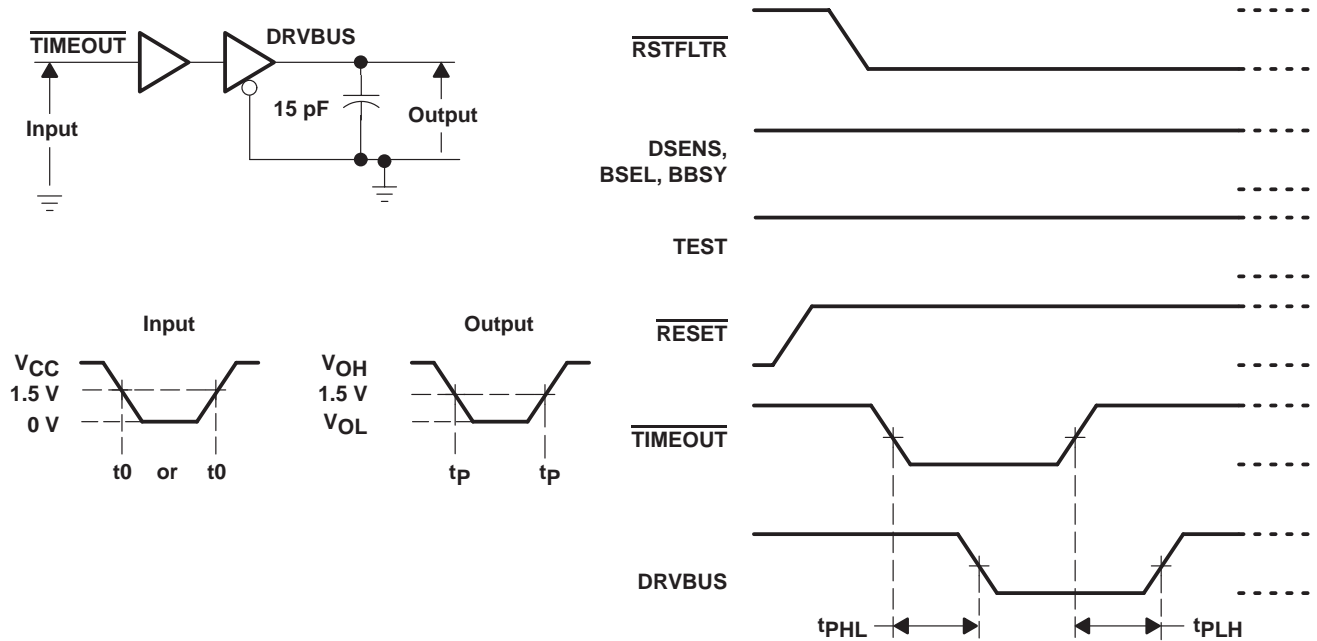 TIMEOUT
DRVBUS
15 pF
Input
Output
Input
VCC
1.5 V
0 V
t0 or t0
Output
VOH
1.5 V
VOL
tP tP
RSTFLTR
DSENS,
BSEL, BBSY
TEST
RESET
TIMEOUT
DRVBUS
tPHL
tPLH